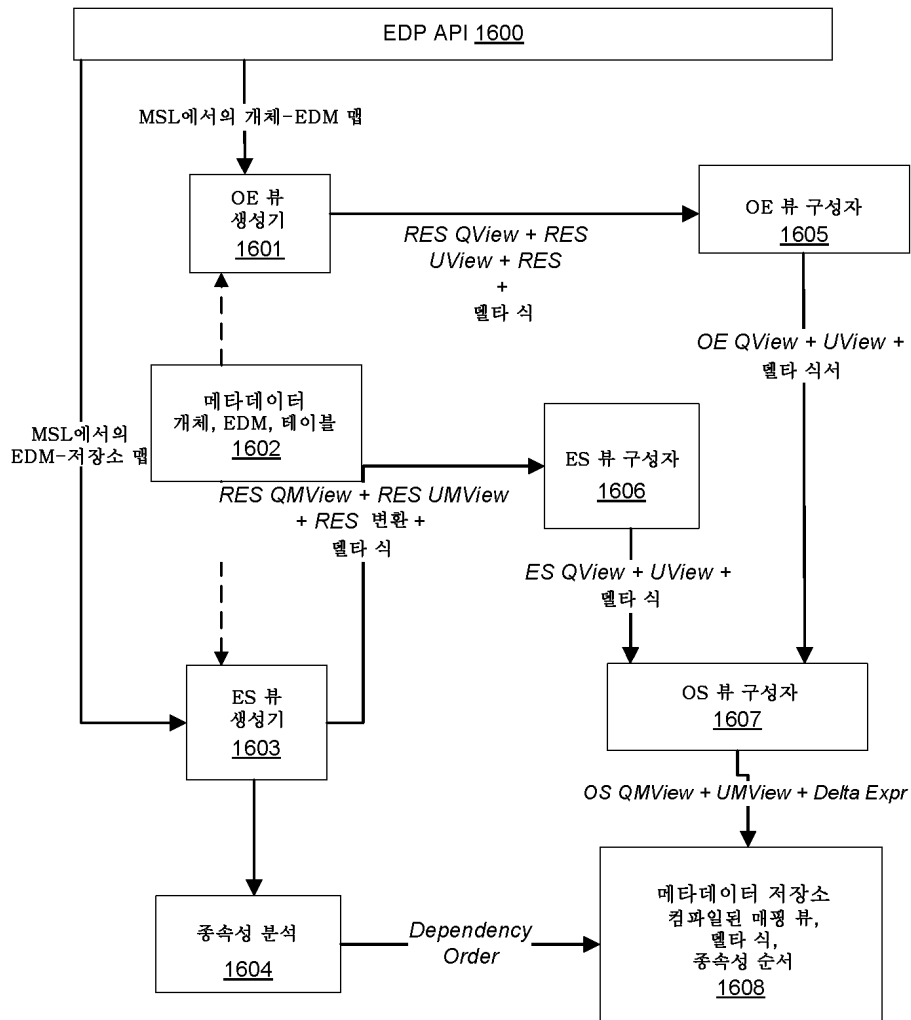 EDP API 1600
MSL에서의 개체-EDM 맵
OE 뷰
생성기
1601
RES QView + RES
UView + RES
+
델타 식
OE 뷰 구성자
1605
OE QView + UView +
델타 식서
메타데이터
개체, EDM, 테이블
1602
MSL에서의
EDM-저장소 맵
RES QMView + RES UMView
+ RES 변환 +
델타 식
ES 뷰 구성자
1606
ES QView + UView +
델타 식
ES 뷰
생성기
1603
OS 뷰 구성자
1607
OS QMView + UMView + Delta Expr
종속성 분석
1604
Dependency
Order
메타데이터 저장소
컴파일된 매핑 뷰,
델타 식,
종속성 순서
1608